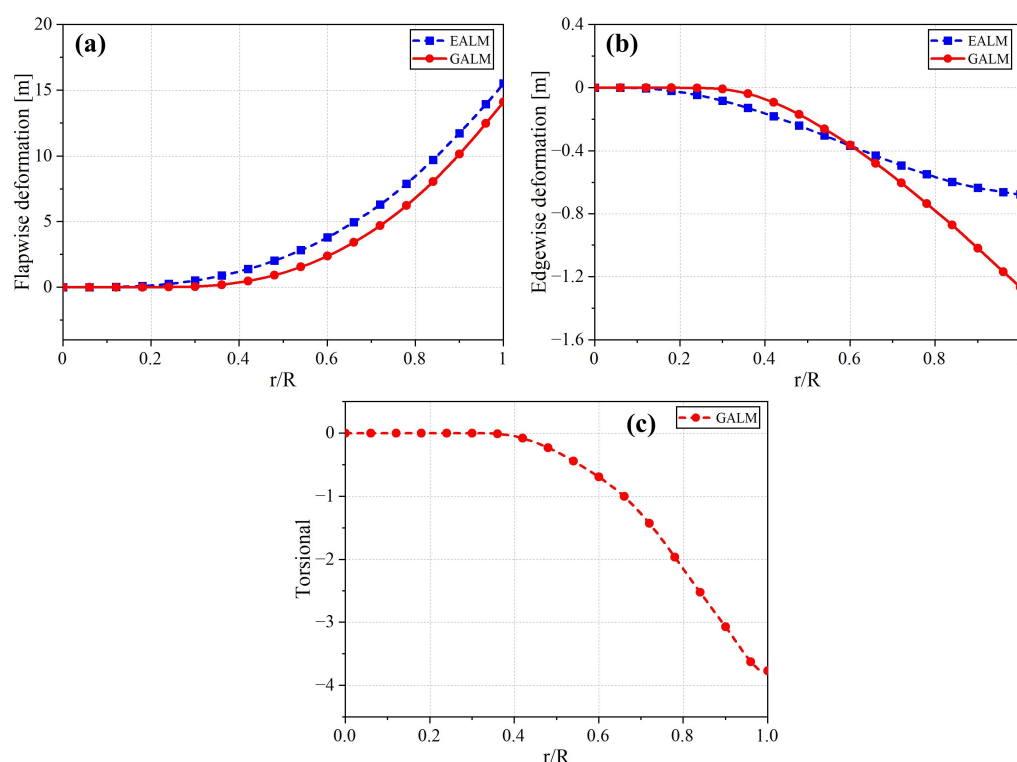 (a)
EALM
GALM
Flapwise deformation [m]
20
15
10
5
0
0
0.2
0.4
0.6
0.8
1
r/R
(b)
EALM
GALM
Edgewise deformation [m]
0.4
0
−0.4
−0.8
−1.2
−1.6
0
0.2
0.4
0.6
0.8
r/R
(c)
GALM
Torsional
0
−1
−2
−3
−4
0.0
0.2
0.4
0.6
0.8
1.0
r/R